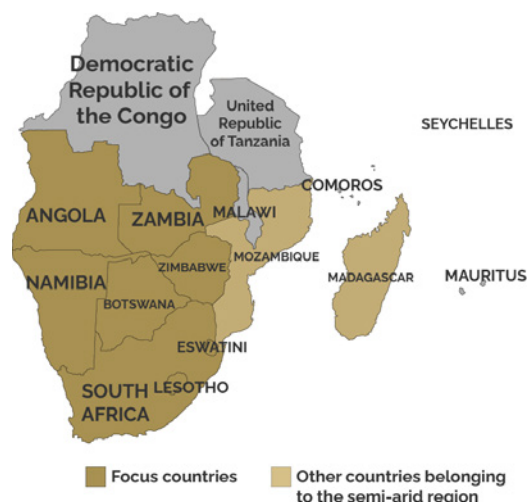 Democratic
Republic of
the Congo
United
Republic
of Tanzania
SEYCHELLES
COMOROS
ANGOLA
ZAMBIA
MALAWI
MOZAMBIQUE
ZIMBABWE
NAMIBIA
BOTSWANA
MADAGASCAR
MAURITUS
ESWATINI
SOUTH
AFRICA
LESOTHO
Focus countries
Other countries belonging
to the semi-arid region